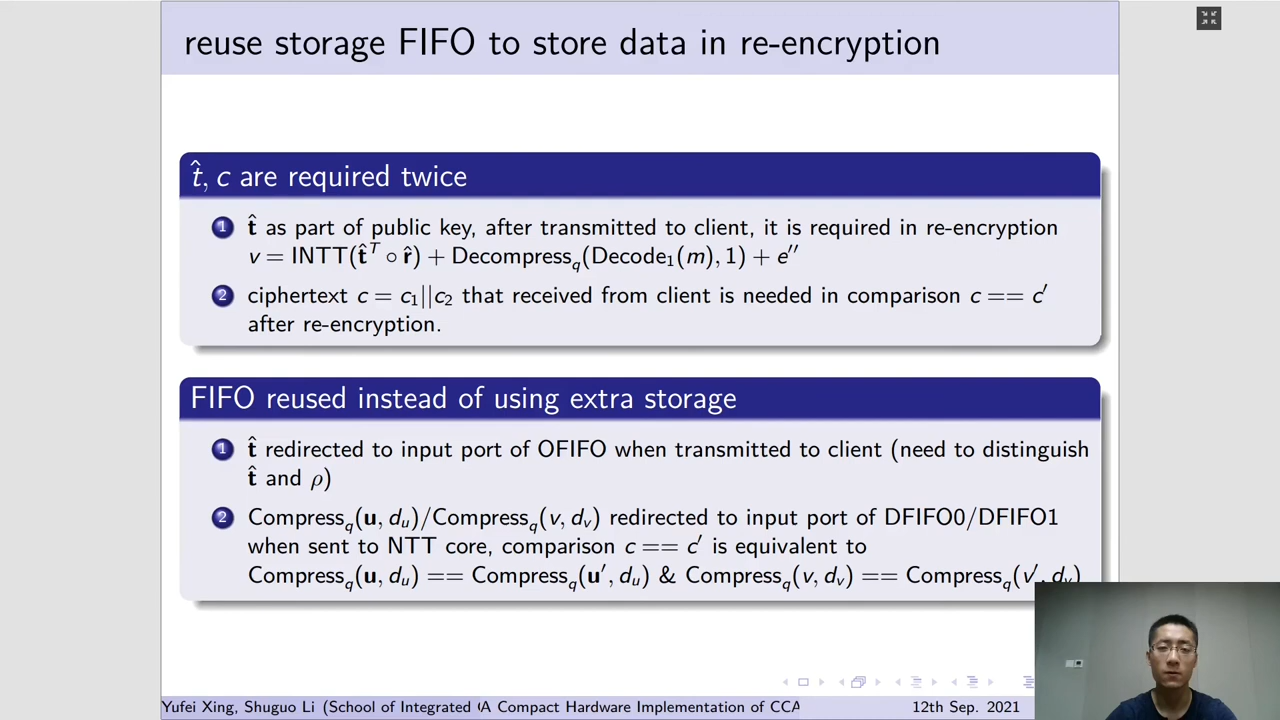 reuse storage FIFO to store data in re-encryption
t̂, c are required twice
1 t̂ as part of public key, after transmitted to client, it is required in re-encryption
v = INTT(t̂ᵀ ∘ r̂) + Decompress_q(Decode₁(m), 1) + e′′
2 ciphertext c = c₁||c₂ that received from client is needed in comparison c == c′
after re-encryption.
FIFO reused instead of using extra storage
1 t̂ redirected to input port of OFIFO when transmitted to client (need to distinguish
t̂ and ρ)
2 Compress_q(u, d_u)/Compress_q(v, d_v) redirected to input port of DFIFO0/DFIFO1
when sent to NTT core, comparison c == c′ is equivalent to
Compress_q(u, d_u) == Compress_q(u′, d_u) & Compress_q(v, d_v) == Compress_q(v′, d_v)
Yufei Xing, Shuguo Li (School of Integrated A Compact Hardware Implementation of CCA 12th Sep. 2021